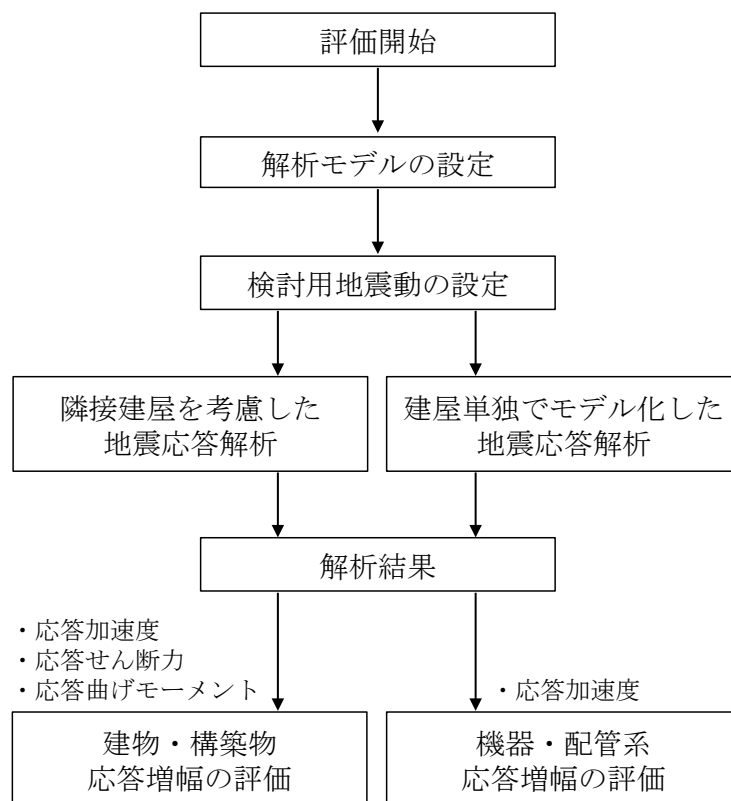 評価開始
解析モデルの設定
検討用地震動の設定
隣接建屋を考慮した
地震応答解析
建屋単独でモデル化した
地震応答解析
解析結果
・応答加速度
・応答せん断力
・応答曲げモーメント
・応答加速度
建物・構築物
応答増幅の評価
機器・配管系
応答増幅の評価